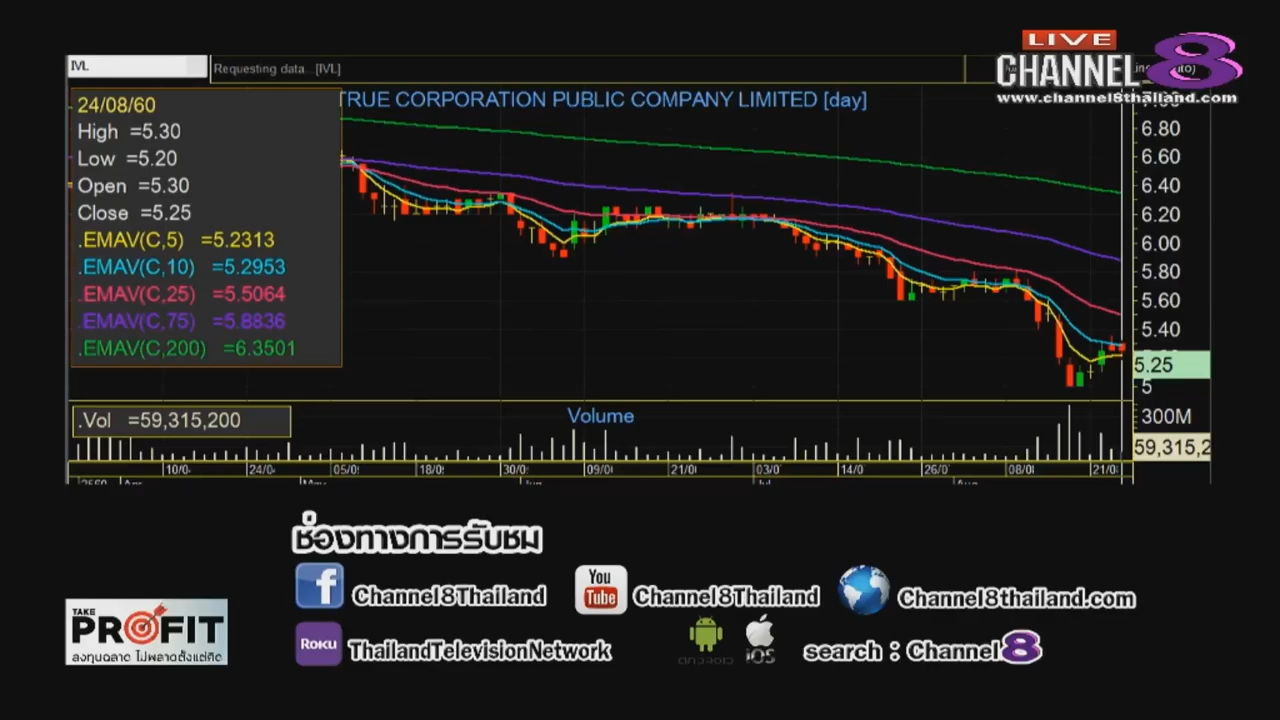 LIVE
CHANNEL 8
www.channel8thailand.com
IVL
Requesting data...[IVL]
TRUE CORPORATION PUBLIC COMPANY LIMITED [day]
24/08/60
High =5.30
Low =5.20
Open =5.30
Close =5.25
.EMAV(C,5) =5.2313
.EMAV(C,10) =5.2953
.EMAV(C,25) =5.5064
.EMAV(C,75) =5.8836
.EMAV(C,200) =6.3501
6.80
6.60
6.40
6.20
6.00
5.80
5.60
5.40
5.25
5
.Vol =59,315,200
Volume
300M
59,315,2
10/0 24/0 05/0 18/0 30/0 09/0 21/0 03/0 14/0 26/0 08/0 21/0
ช่องทางการรับชม
Channel8Thailand
You Tube Channel8Thailand
Channel8thailand.com
TAKE
PROFIT
ลงทุนฉลาด ไม่พลาดตั้งแต่คิด
ROKU ThailandTelevisionNetwork
ANDROID iOS
search : Channel 8